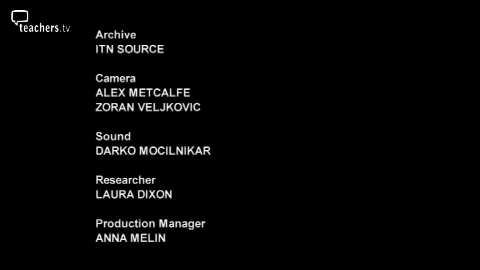 teachers.tv
Archive
ITN SOURCE
Camera
ALEX METCALFE
ZORAN VELJKOVIC
Sound
DARKO MOCILNIKAR
Researcher
LAURA DIXON
Production Manager
ANNA MELIN